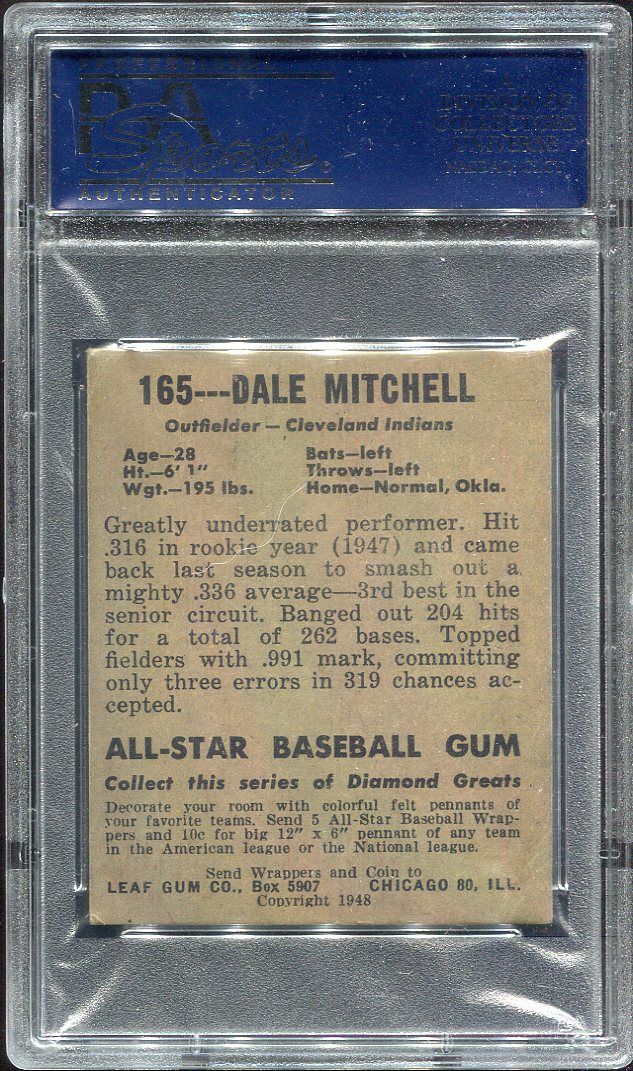 PSA
Sports
AUTHENTICATOR
A
DIVISION OF
COLLECTORS
UNIVERSE
NASDAQ: CLCT
165---DALE MITCHELL
Outfielder — Cleveland Indians
Age—28 Bats—left
Ht.—6' 1" Throws—left
Wgt.—195 lbs. Home—Normal, Okla.
Greatly underrated performer. Hit
.316 in rookie year (1947) and came
back last season to smash out a
mighty .336 average—3rd best in the
senior circuit. Banged out 204 hits
for a total of 262 bases. Topped
fielders with .991 mark, committing
only three errors in 319 chances ac-
cepted.
ALL-STAR BASEBALL GUM
Collect this series of Diamond Greats
Decorate your room with colorful felt pennants of
your favorite teams. Send 5 All-Star Baseball Wrap-
pers and 10c for big 12" x 6" pennant of any team
in the American league or the National league.
Send Wrappers and Coin to
LEAF GUM CO., Box 5907 CHICAGO 80, ILL.
Copyright 1948